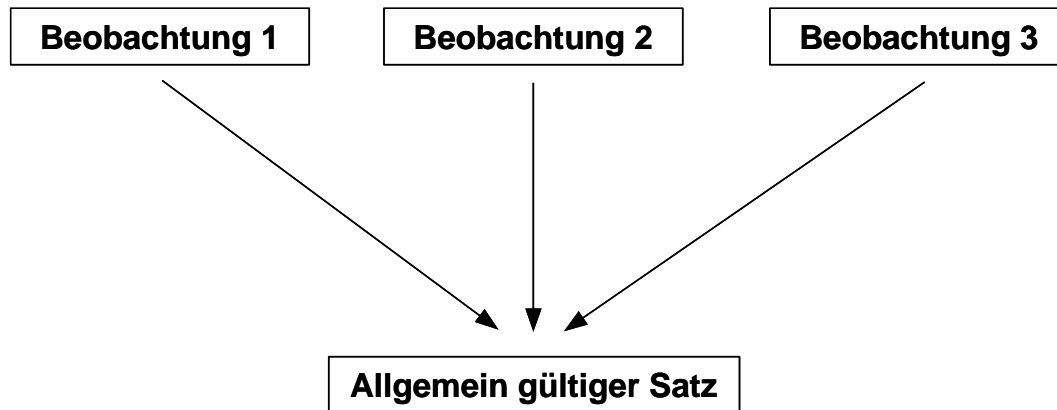 Beobachtung 1
Beobachtung 2
Beobachtung 3
Allgemein gültiger Satz